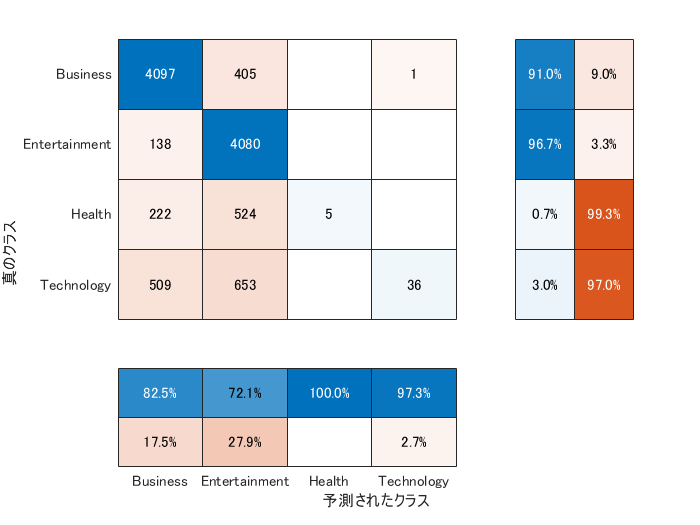 Business 4097 405 1 91.0% 9.0%
Entertainment 138 4080 96.7% 3.3%
Health 222 524 5 0.7% 99.3%
Technology 509 653 36 3.0% 97.0%
真のクラス
82.5% 72.1% 100.0% 97.3%
17.5% 27.9% 2.7%
Business Entertainment Health Technology
予測されたクラス